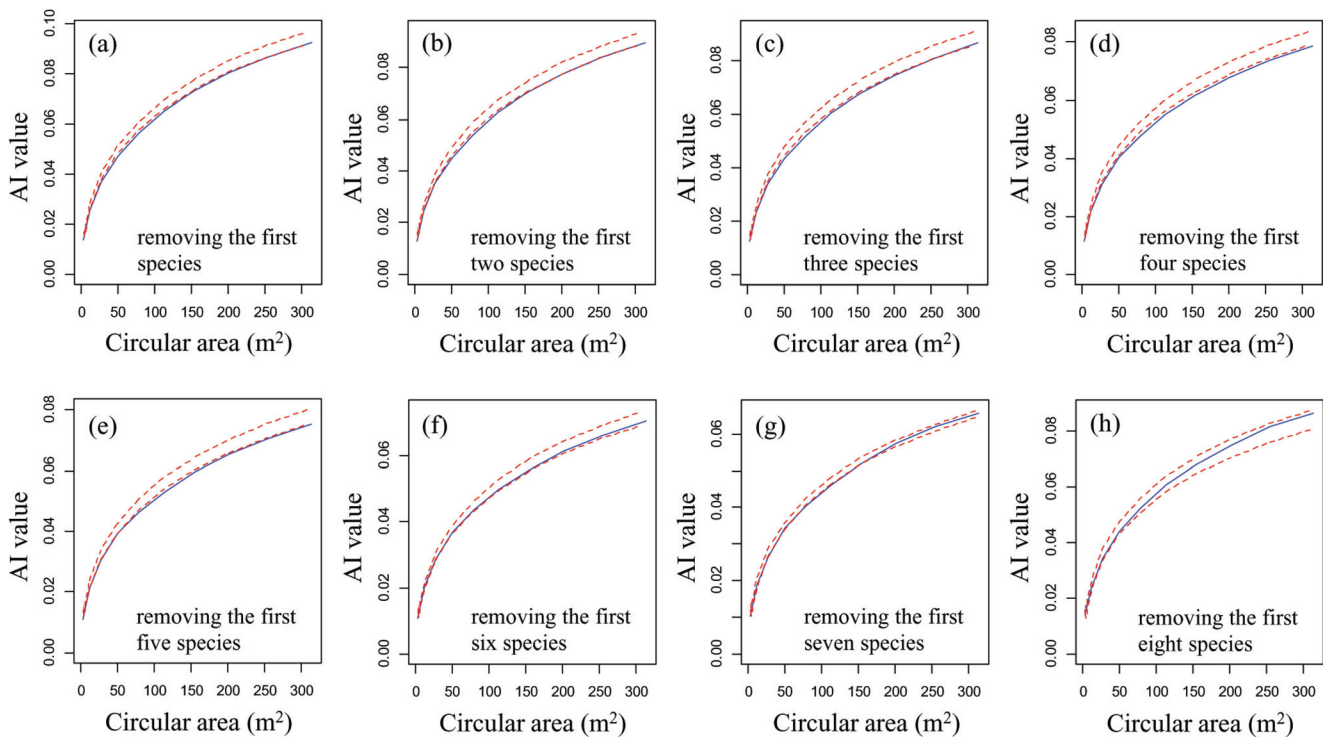 (a)
AI value
0.00 0.02 0.04 0.06 0.08 0.10
removing the first
species
0 50 100 150 200 250 300
Circular area (m²)
(b)
AI value
0.00 0.02 0.04 0.06 0.08
removing the first
two species
0 50 100 150 200 250 300
Circular area (m²)
(c)
AI value
0.00 0.02 0.04 0.06 0.08
removing the first
three species
0 50 100 150 200 250 300
Circular area (m²)
(d)
AI value
0.00 0.02 0.04 0.06 0.08
removing the first
four species
0 50 100 150 200 250 300
Circular area (m²)
(e)
AI value
0.00 0.02 0.04 0.06 0.08
removing the first
five species
0 50 100 150 200 250 300
Circular area (m²)
(f)
AI value
0.00 0.02 0.04 0.06
removing the first
six species
0 50 100 150 200 250 300
Circular area (m²)
(g)
AI value
0.00 0.02 0.04 0.06
removing the first
seven species
0 50 100 150 200 250 300
Circular area (m²)
(h)
AI value
0.00 0.02 0.04 0.06 0.08
removing the first
eight species
0 50 100 150 200 250 300
Circular area (m²)